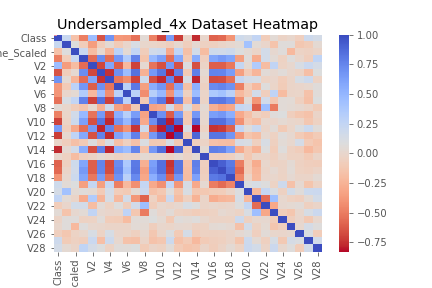 Undersampled_4x Dataset Heatmap
Class
ne_Scaled
V2
V4
V6
V8
V10
V12
V14
V16
V18
V20
V22
V24
V26
V28
Class
caled
V2
V4
V6
V8
V10
V12
V14
V16
V18
V20
V22
V24
V26
V28
1.00
0.75
0.50
0.25
0.00
−0.25
−0.50
−0.75